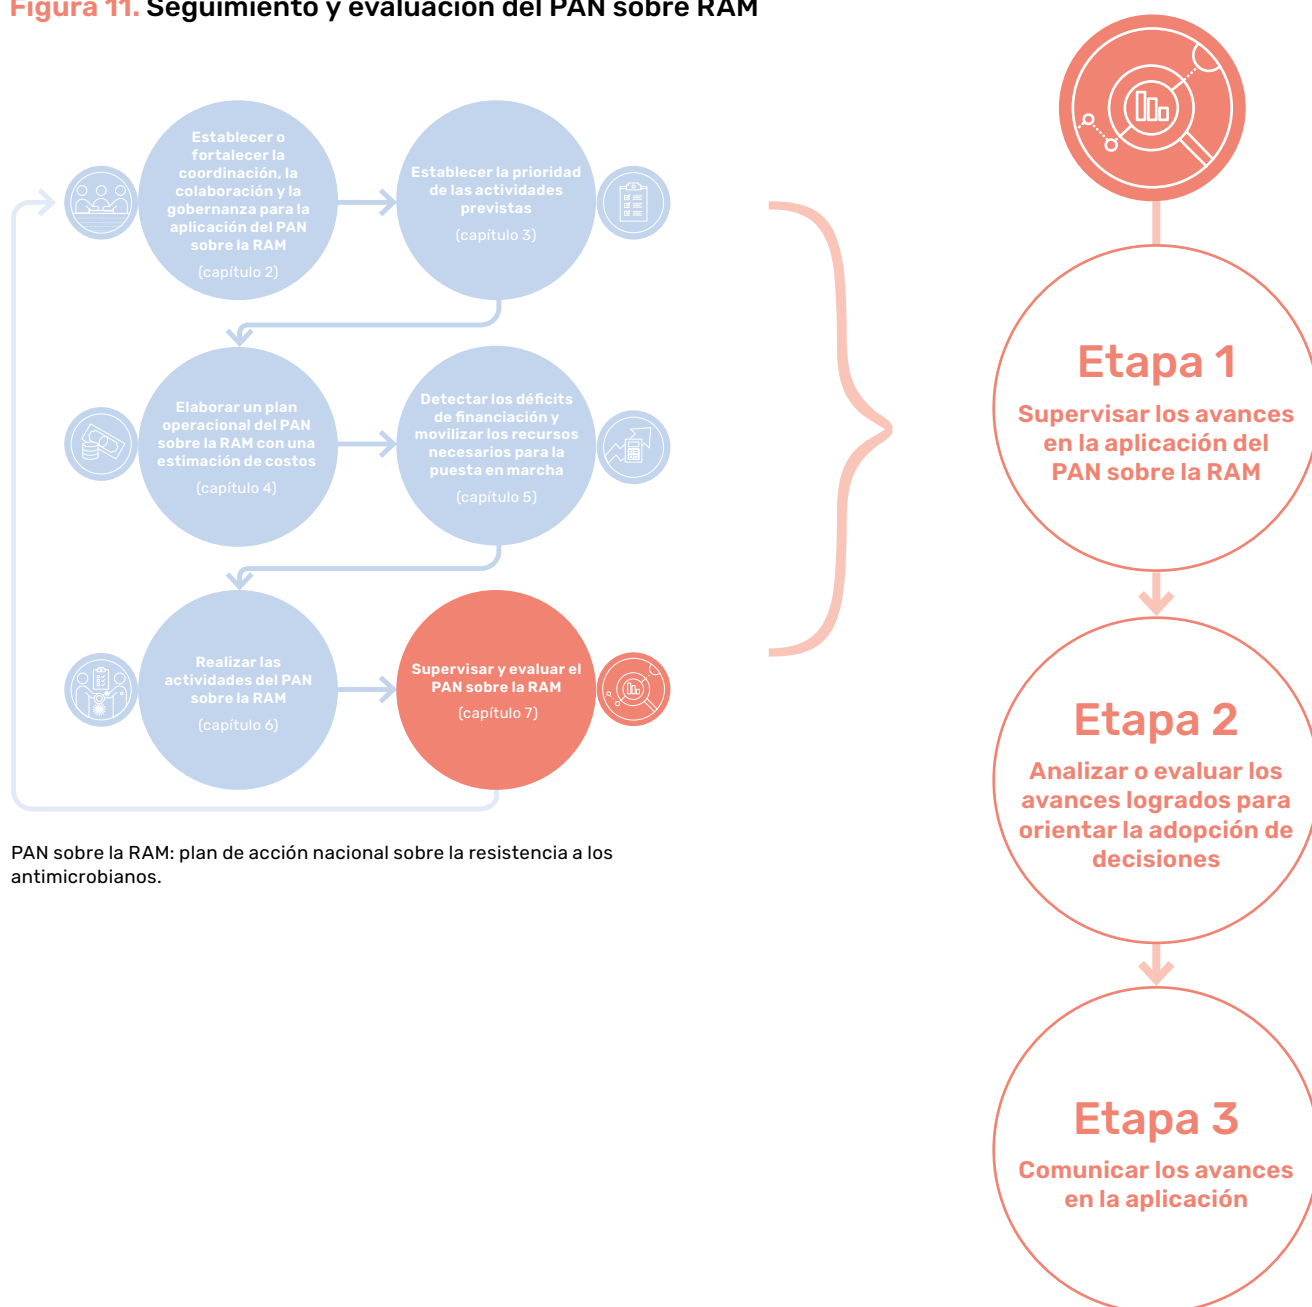 Figura 11. Seguimiento y evaluación del PAN sobre RAM
Establecer o
fortalecer la
coordinación, la
colaboración y la
gobernanza para la
aplicación del PAN
sobre la RAM
(capítulo 2)
Establecer la prioridad
de las actividades
previstas
(capítulo 3)
Elaborar un plan
operacional del PAN
sobre la RAM con una
estimación de costos
(capítulo 4)
Detectar los déficits
de financiación y
movilizar los recursos
necesarios para la
puesta en marcha
(capítulo 5)
Realizar las
actividades del PAN
sobre la RAM
(capítulo 6)
Supervisar y evaluar el
PAN sobre la RAM
(capítulo 7)
PAN sobre la RAM: plan de acción nacional sobre la resistencia a los
antimicrobianos.
Etapa 1
Supervisar los avances
en la aplicación del
PAN sobre la RAM
Etapa 2
Analizar o evaluar los
avances logrados para
orientar la adopción de
decisiones
Etapa 3
Comunicar los avances
en la aplicación